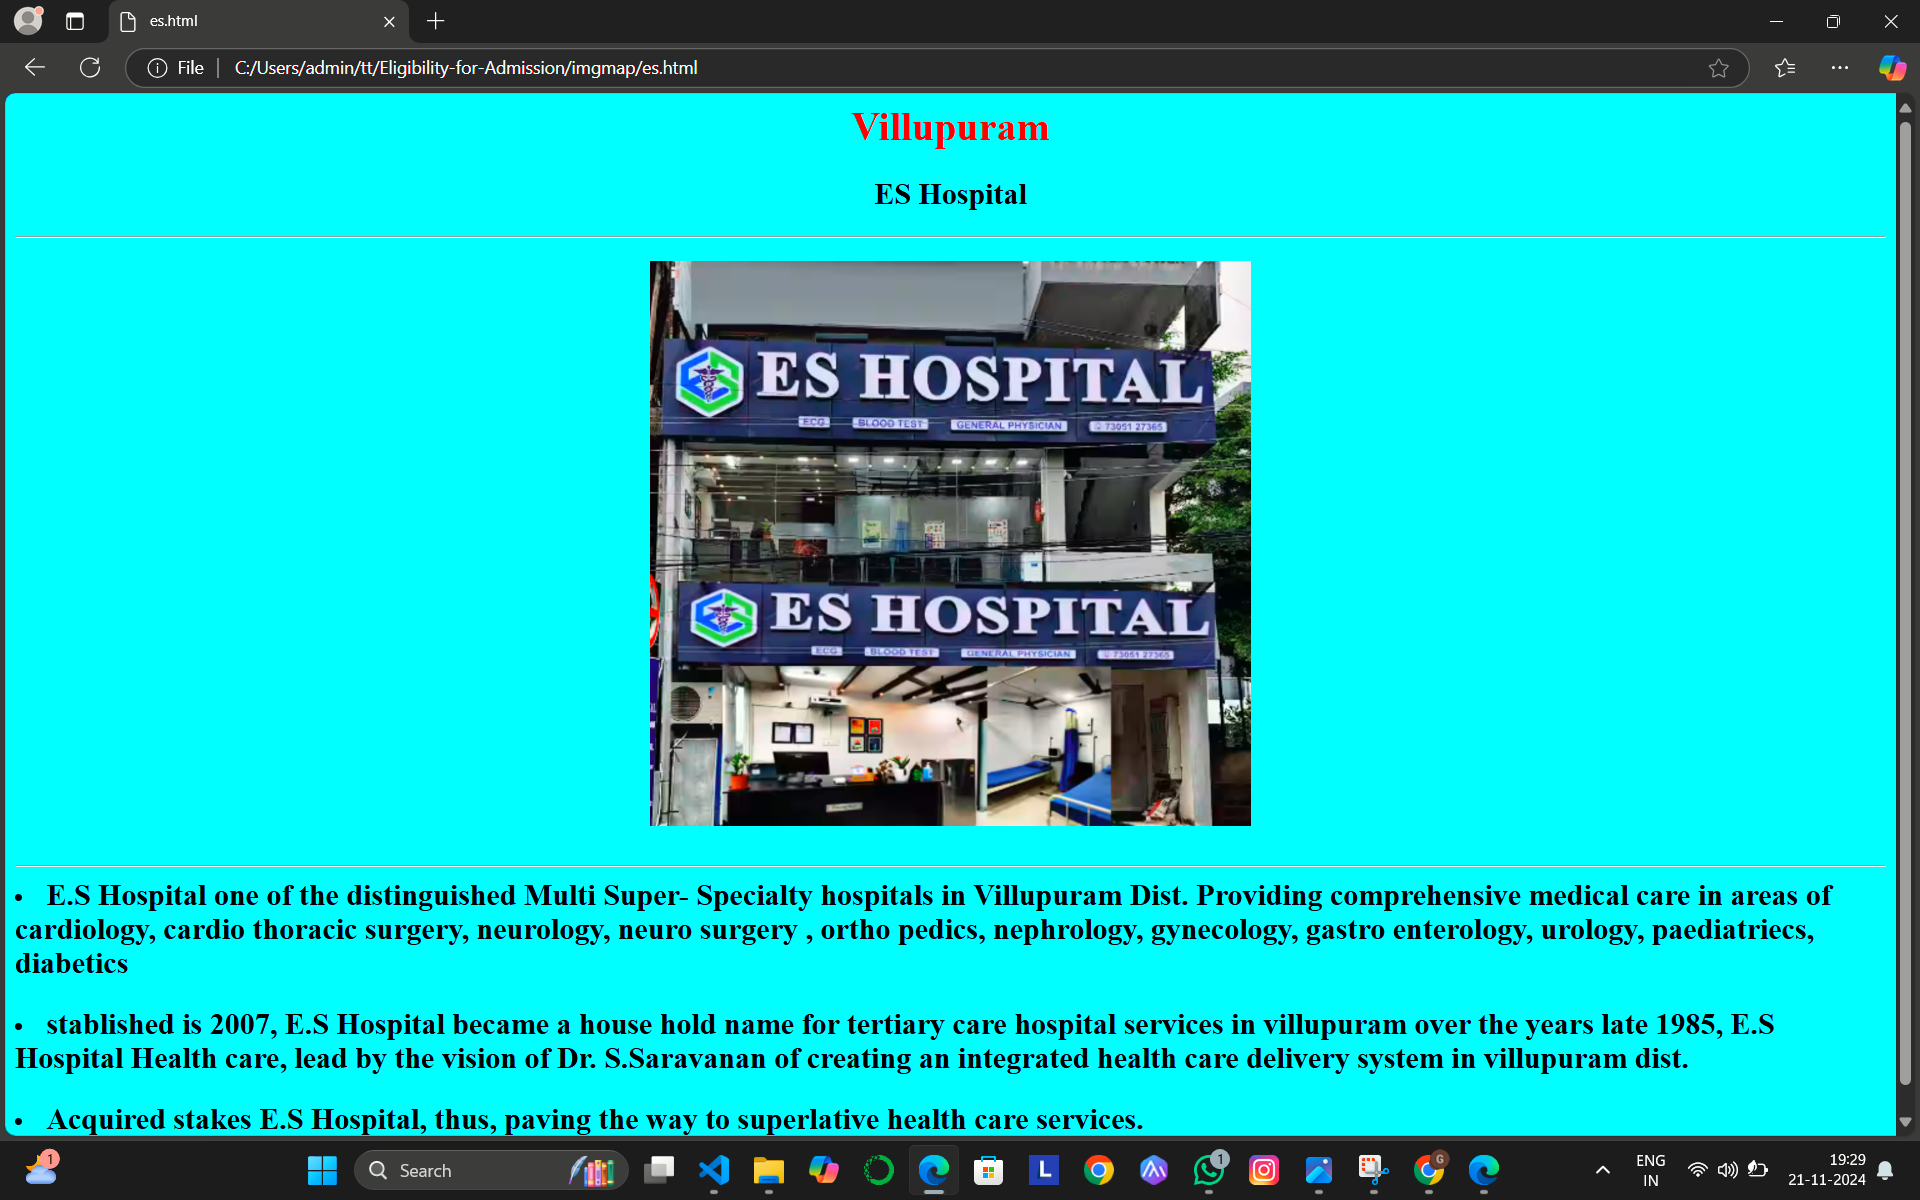 es.html
File
C:/Users/admin/tt/Eligibility-for-Admission/imgmap/es.html
Villupuram
ES Hospital
ES HOSPITAL
ECG BLOOD TEST GENERAL PHYSICIAN 73051 27365
ES HOSPITAL
ECG BLOOD TEST GENERAL PHYSICIAN 73051 27365
• E.S Hospital one of the distinguished Multi Super- Specialty hospitals in Villupuram Dist. Providing comprehensive medical care in areas of
cardiology, cardio thoracic surgery, neurology, neuro surgery , ortho pedics, nephrology, gynecology, gastro enterology, urology, paediatriecs,
diabetics
• stablished is 2007, E.S Hospital became a house hold name for tertiary care hospital services in villupuram over the years late 1985, E.S
Hospital Health care, lead by the vision of Dr. S.Saravanan of creating an integrated health care delivery system in villupuram dist.
• Acquired stakes E.S Hospital, thus, paving the way to superlative health care services.
1
Search
L
1
G
ENG
IN
19:29
21-11-2024